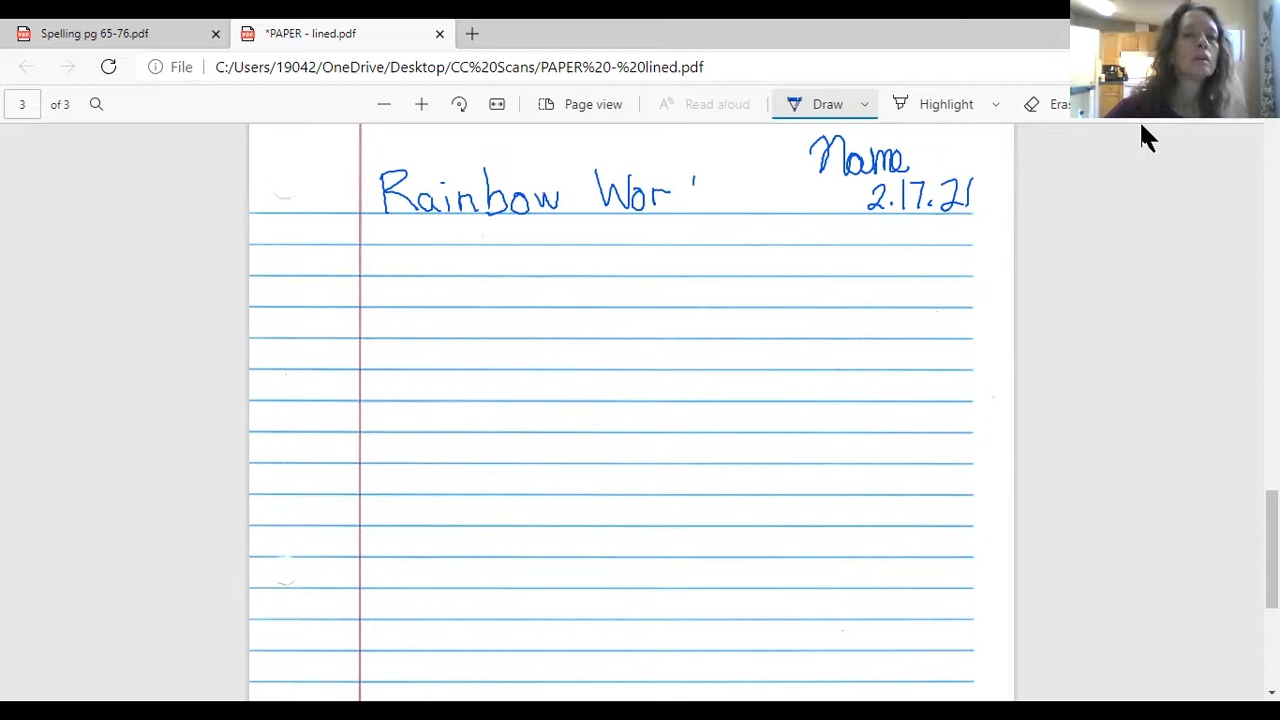 Spelling pg 65-76.pdf
*PAPER - lined.pdf
File
C:/Users/19042/OneDrive/Desktop/CC%20Scans/PAPER%20-%20lined.pdf
3 of 3
Page view
Read aloud
Draw
Highlight
Eras
Name
Rainbow Wor
2.17.21